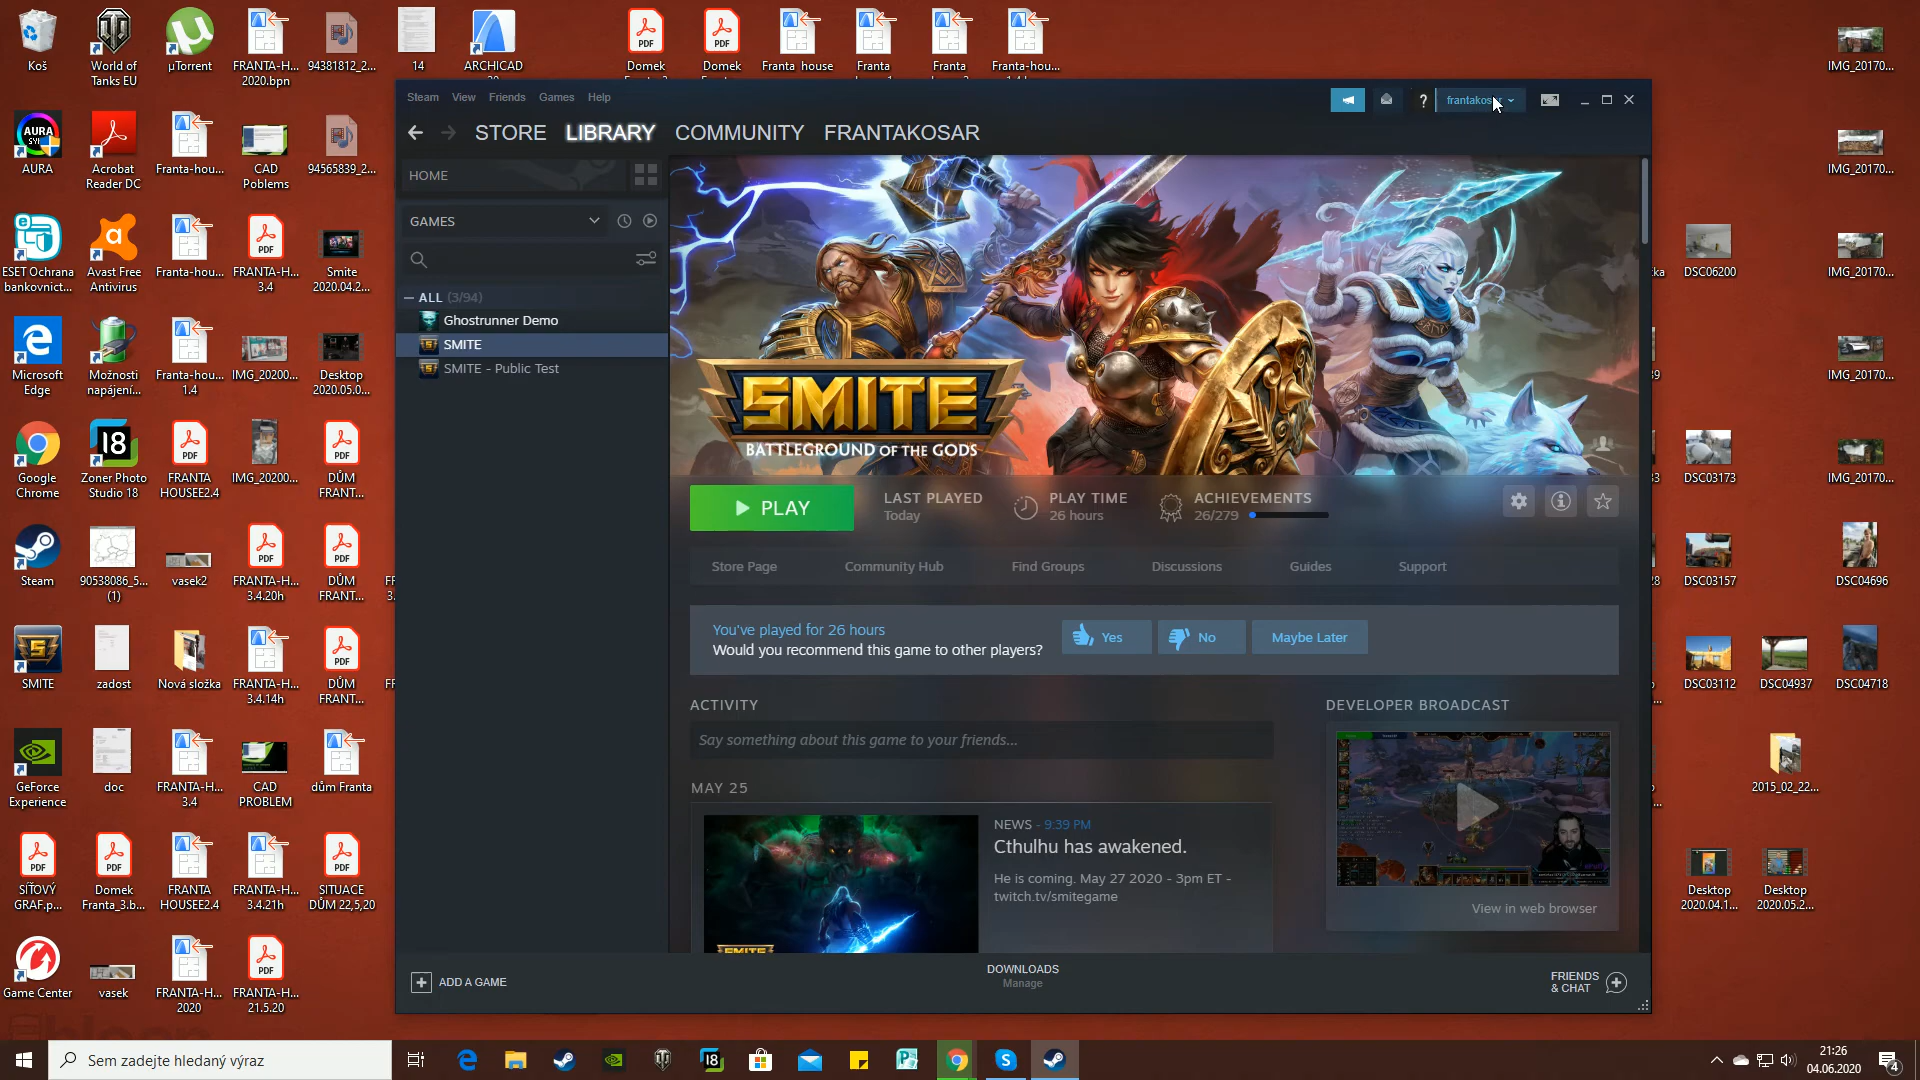 Koš
World of
Tanks EU
µTorrent
FRANTA-H...
2020.bpn
94381812_2...
14
ARCHICAD
Domek
Domek
Franta_house
Franta
Franta
Franta-hou...
IMG_20170...
Steam
View
Friends
Games
Help
STORE
LIBRARY
COMMUNITY
FRANTAKOSAR
AURA
Acrobat
Reader DC
Franta-hou...
CAD
Poblems
94565839_2...
HOME
IMG_20170...
GAMES
ESET Ochrana
bankovnict...
Avast Free
Antivirus
Franta-hou...
FRANTA-H...
3.4
Smite
2020.04.2...
DSC06200
IMG_20170...
ALL (3/94)
Ghostrunner Demo
SMITE
SMITE - Public Test
Microsoft
Edge
Možnosti
napájení...
Franta-hou...
1.4
IMG_20200...
Desktop
2020.05.0...
IMG_20170...
SMITE
BATTLEGROUND OF THE GODS
Google
Chrome
Zoner Photo
Studio 18
FRANTA
HOUSEE2.4
IMG_20200...
DŮM
FRANT...
DSC03173
IMG_20170...
PLAY
LAST PLAYED
Today
PLAY TIME
26 hours
ACHIEVEMENTS
26/279
Steam
90538086_5...
(1)
vasek2
FRANTA-H...
3.4.20h
DŮM
FRANT...
DSC03157
DSC04696
Store Page
Community Hub
Find Groups
Discussions
Guides
Support
You've played for 26 hours
Would you recommend this game to other players?
Yes
No
Maybe Later
SMITE
zadost
Nová složka
FRANTA-H...
3.4.14h
DŮM
FRANT...
DSC03112
DSC04937
DSC04718
ACTIVITY
DEVELOPER BROADCAST
Say something about this game to your friends...
GeForce
Experience
doc
FRANTA-H...
3.4
CAD
PROBLEM
dům Franta
2015_02_22...
MAY 25
NEWS - 9:39 PM
Cthulhu has awakened.
He is coming. May 27 2020 - 3pm ET -
twitch.tv/smitegame
View in web browser
SÍŤOVÝ
GRAF.p...
Domek
Franta_3.b...
FRANTA
HOUSEE2.4
FRANTA-H...
3.4.21h
SITUACE
DŮM 22,5,20
Desktop
2020.04.1...
Desktop
2020.05.2...
Game Center
vasek
FRANTA-H...
2020
FRANTA-H...
21.5.20
ADD A GAME
DOWNLOADS
Manage
FRIENDS
& CHAT
Sem zadejte hledaný výraz
21:26
04.06.2020
4